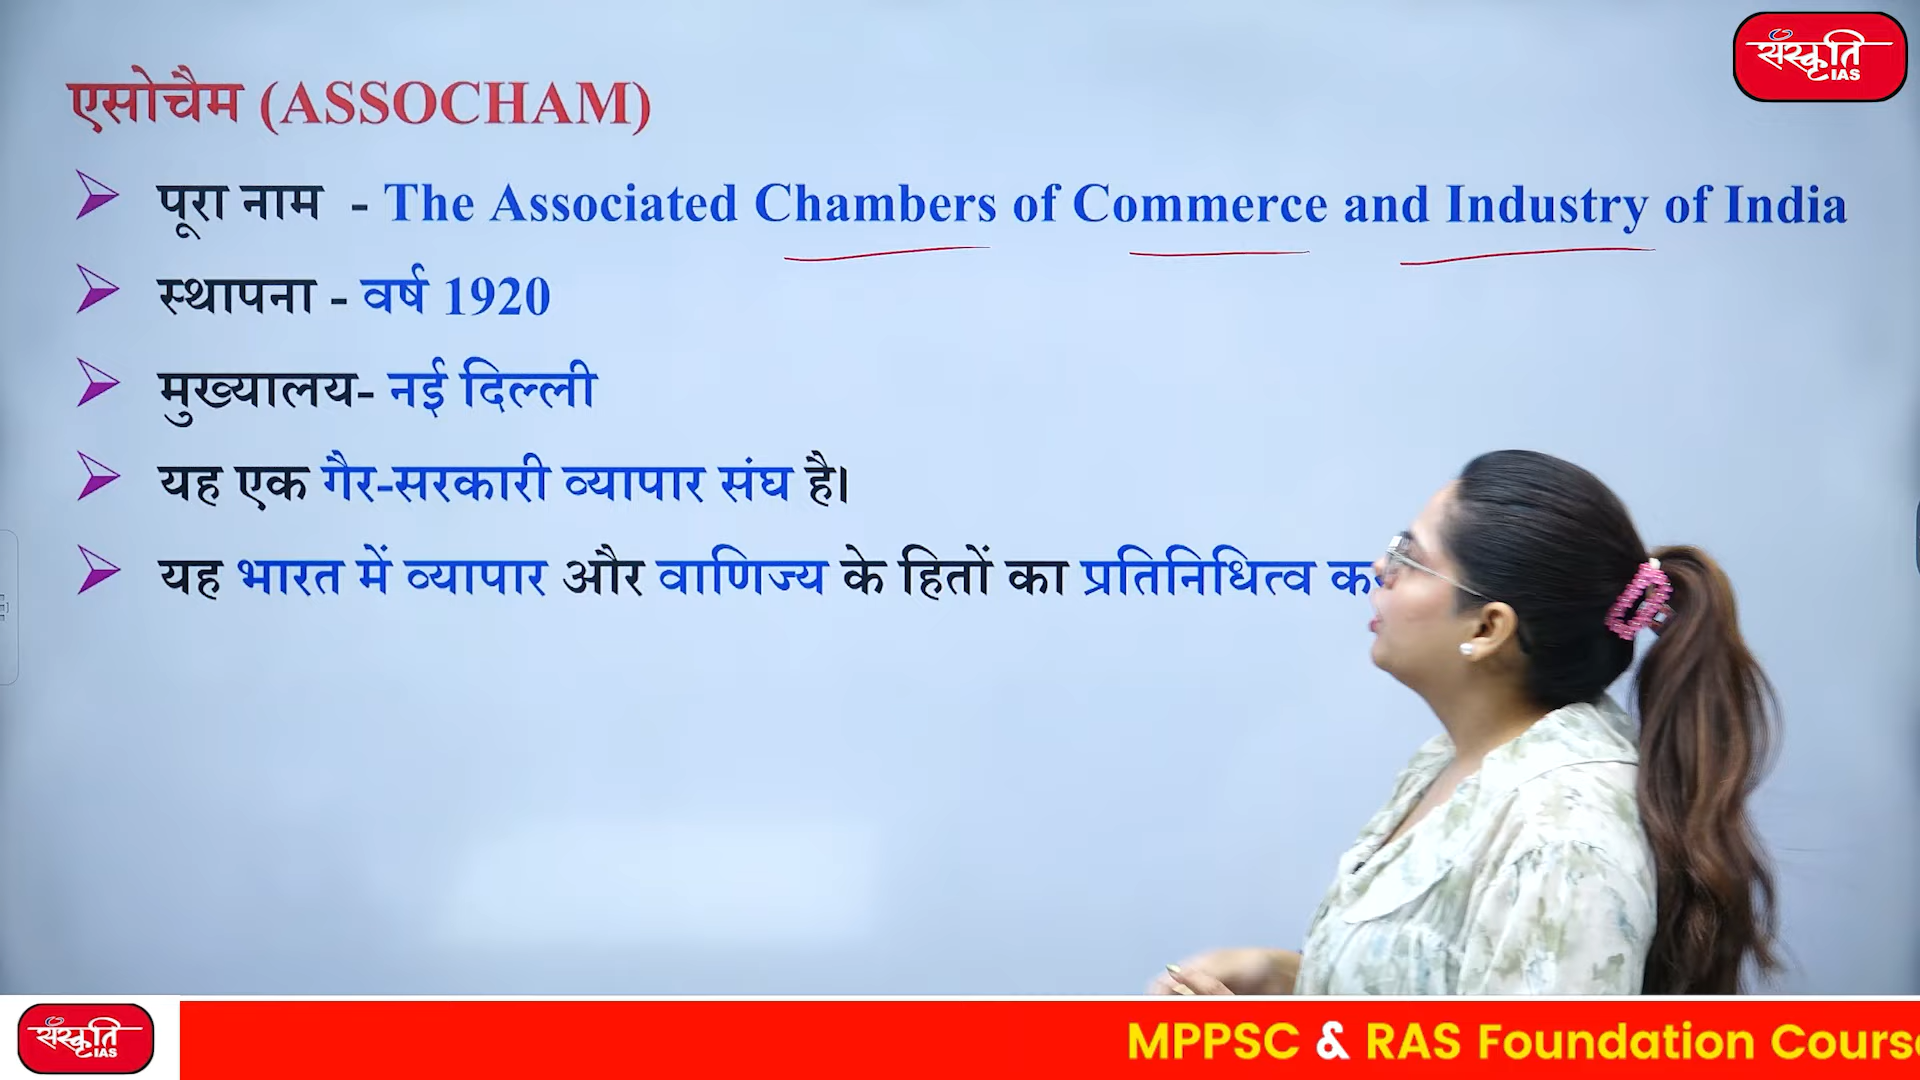 संस्कृति
IAS
एसोचैम (ASSOCHAM)
पूरा नाम - The Associated Chambers of Commerce and Industry of India
स्थापना - वर्ष 1920
मुख्यालय- नई दिल्ली
यह एक गैर-सरकारी व्यापार संघ है।
यह भारत में व्यापार और वाणिज्य के हितों का प्रतिनिधित्व
संस्कृति
IAS
MPPSC & RAS Foundation Cours